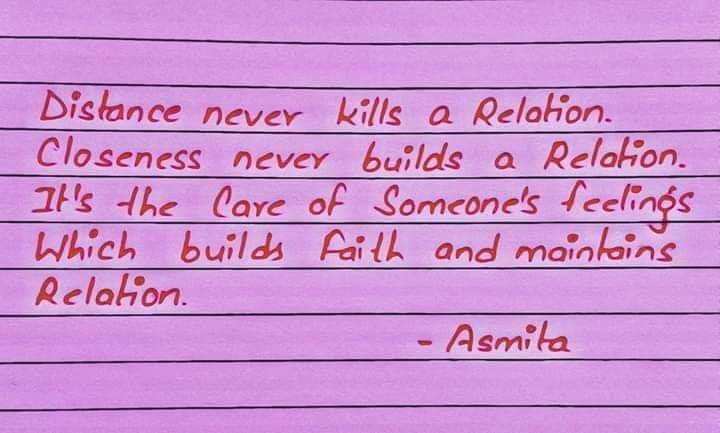 Distance never kills a Relation.
Closeness never builds a Relation.
It's the Care of Someone's feelings
Which builds faith and maintains
Relation.
- Asmita